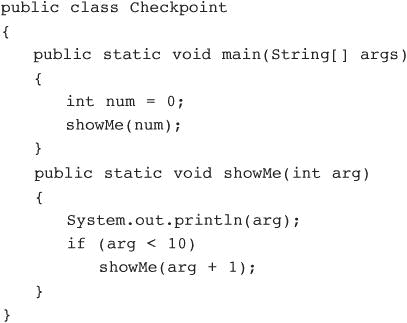 public class Checkpoint
{
public static void main(String[] args)
{
int num = 0;
showMe(num);
}
public static void showMe(int arg)
{
System.out.println(arg);
if (arg < 10)
showMe(arg + 1);
}
}